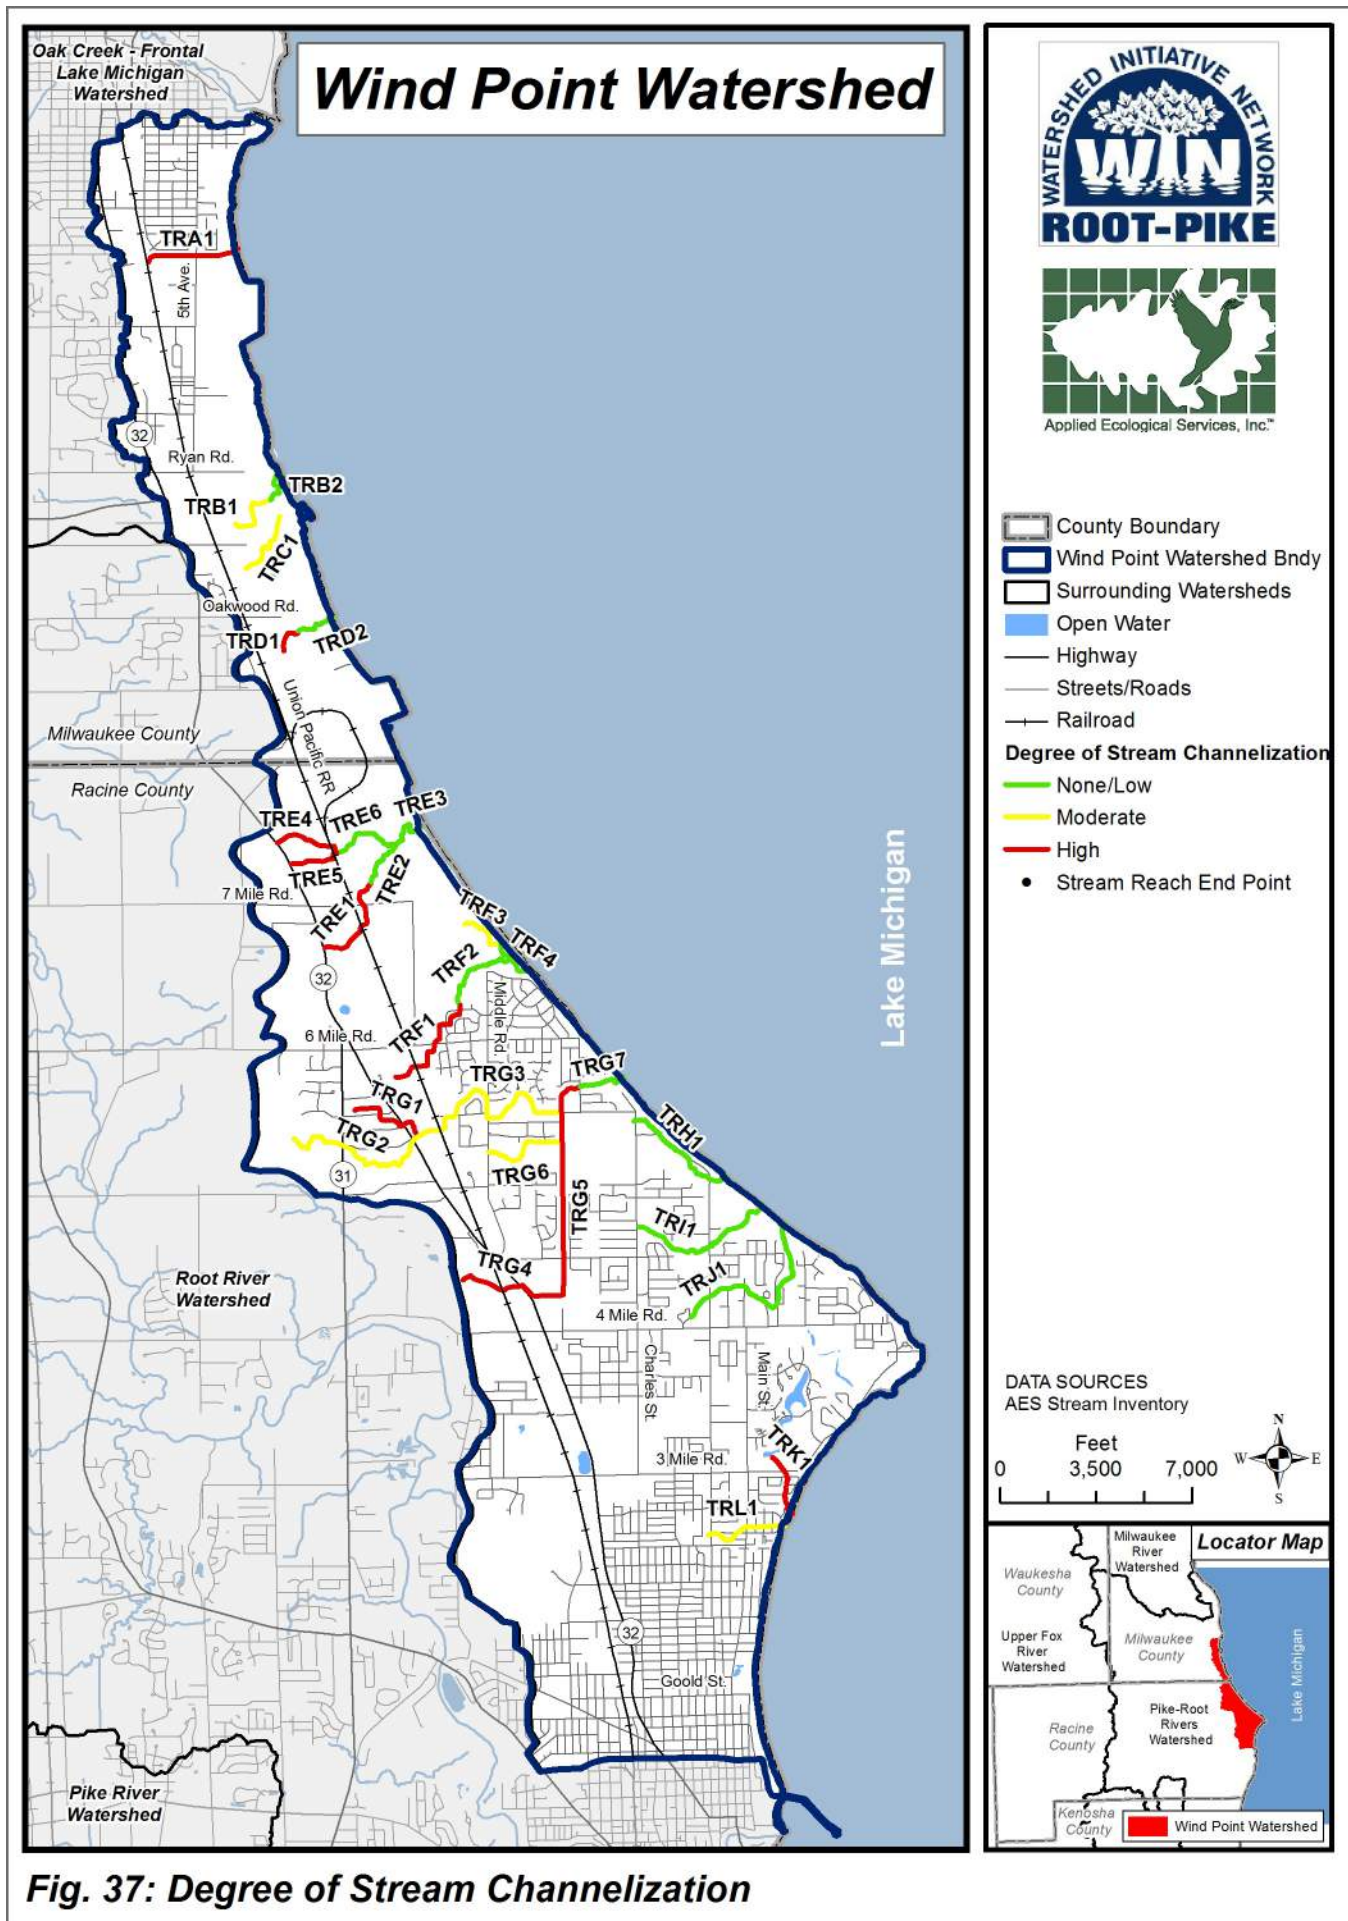 Oak Creek - Frontal
Lake Michigan
Watershed
Wind Point Watershed
TRA1
5th Ave.
32
Ryan Rd.
TRB2
TRB1
TRC1
Oakwood Rd.
TRD1
TRD2
Union Pacific RR
Milwaukee County
Racine County
TRE4
TRE6
TRE3
TRE5
TRE2
7 Mile Rd.
TRE1
TRF3
TRF4
TRF2
32
Middle Rd.
6 Mile Rd.
TRF1
TRG3
TRG7
TRG1
TRG2
TRH1
31
TRG6
TRG5
TRI1
TRG4
TRJ1
Root River
Watershed
4 Mile Rd.
Charles St.
Main St.
3 Mile Rd.
TRK1
TRL1
32
Goold St.
Pike River
Watershed
Lake Michigan
WATERSHED INITIATIVE NETWORK
WIN
ROOT-PIKE
Applied Ecological Services, Inc.™
County Boundary
Wind Point Watershed Bndy
Surrounding Watersheds
Open Water
Highway
Streets/Roads
Railroad
Degree of Stream Channelization
None/Low
Moderate
High
Stream Reach End Point
DATA SOURCES
AES Stream Inventory
Feet
0 3,500 7,000
N
W E
S
Locator Map
Milwaukee
River
Watershed
Waukesha
County
Upper Fox
River
Watershed
Milwaukee
County
Lake Michigan
Pike-Root
Rivers
Watershed
Racine
County
Kenosha
County
Wind Point Watershed
Fig. 37: Degree of Stream Channelization